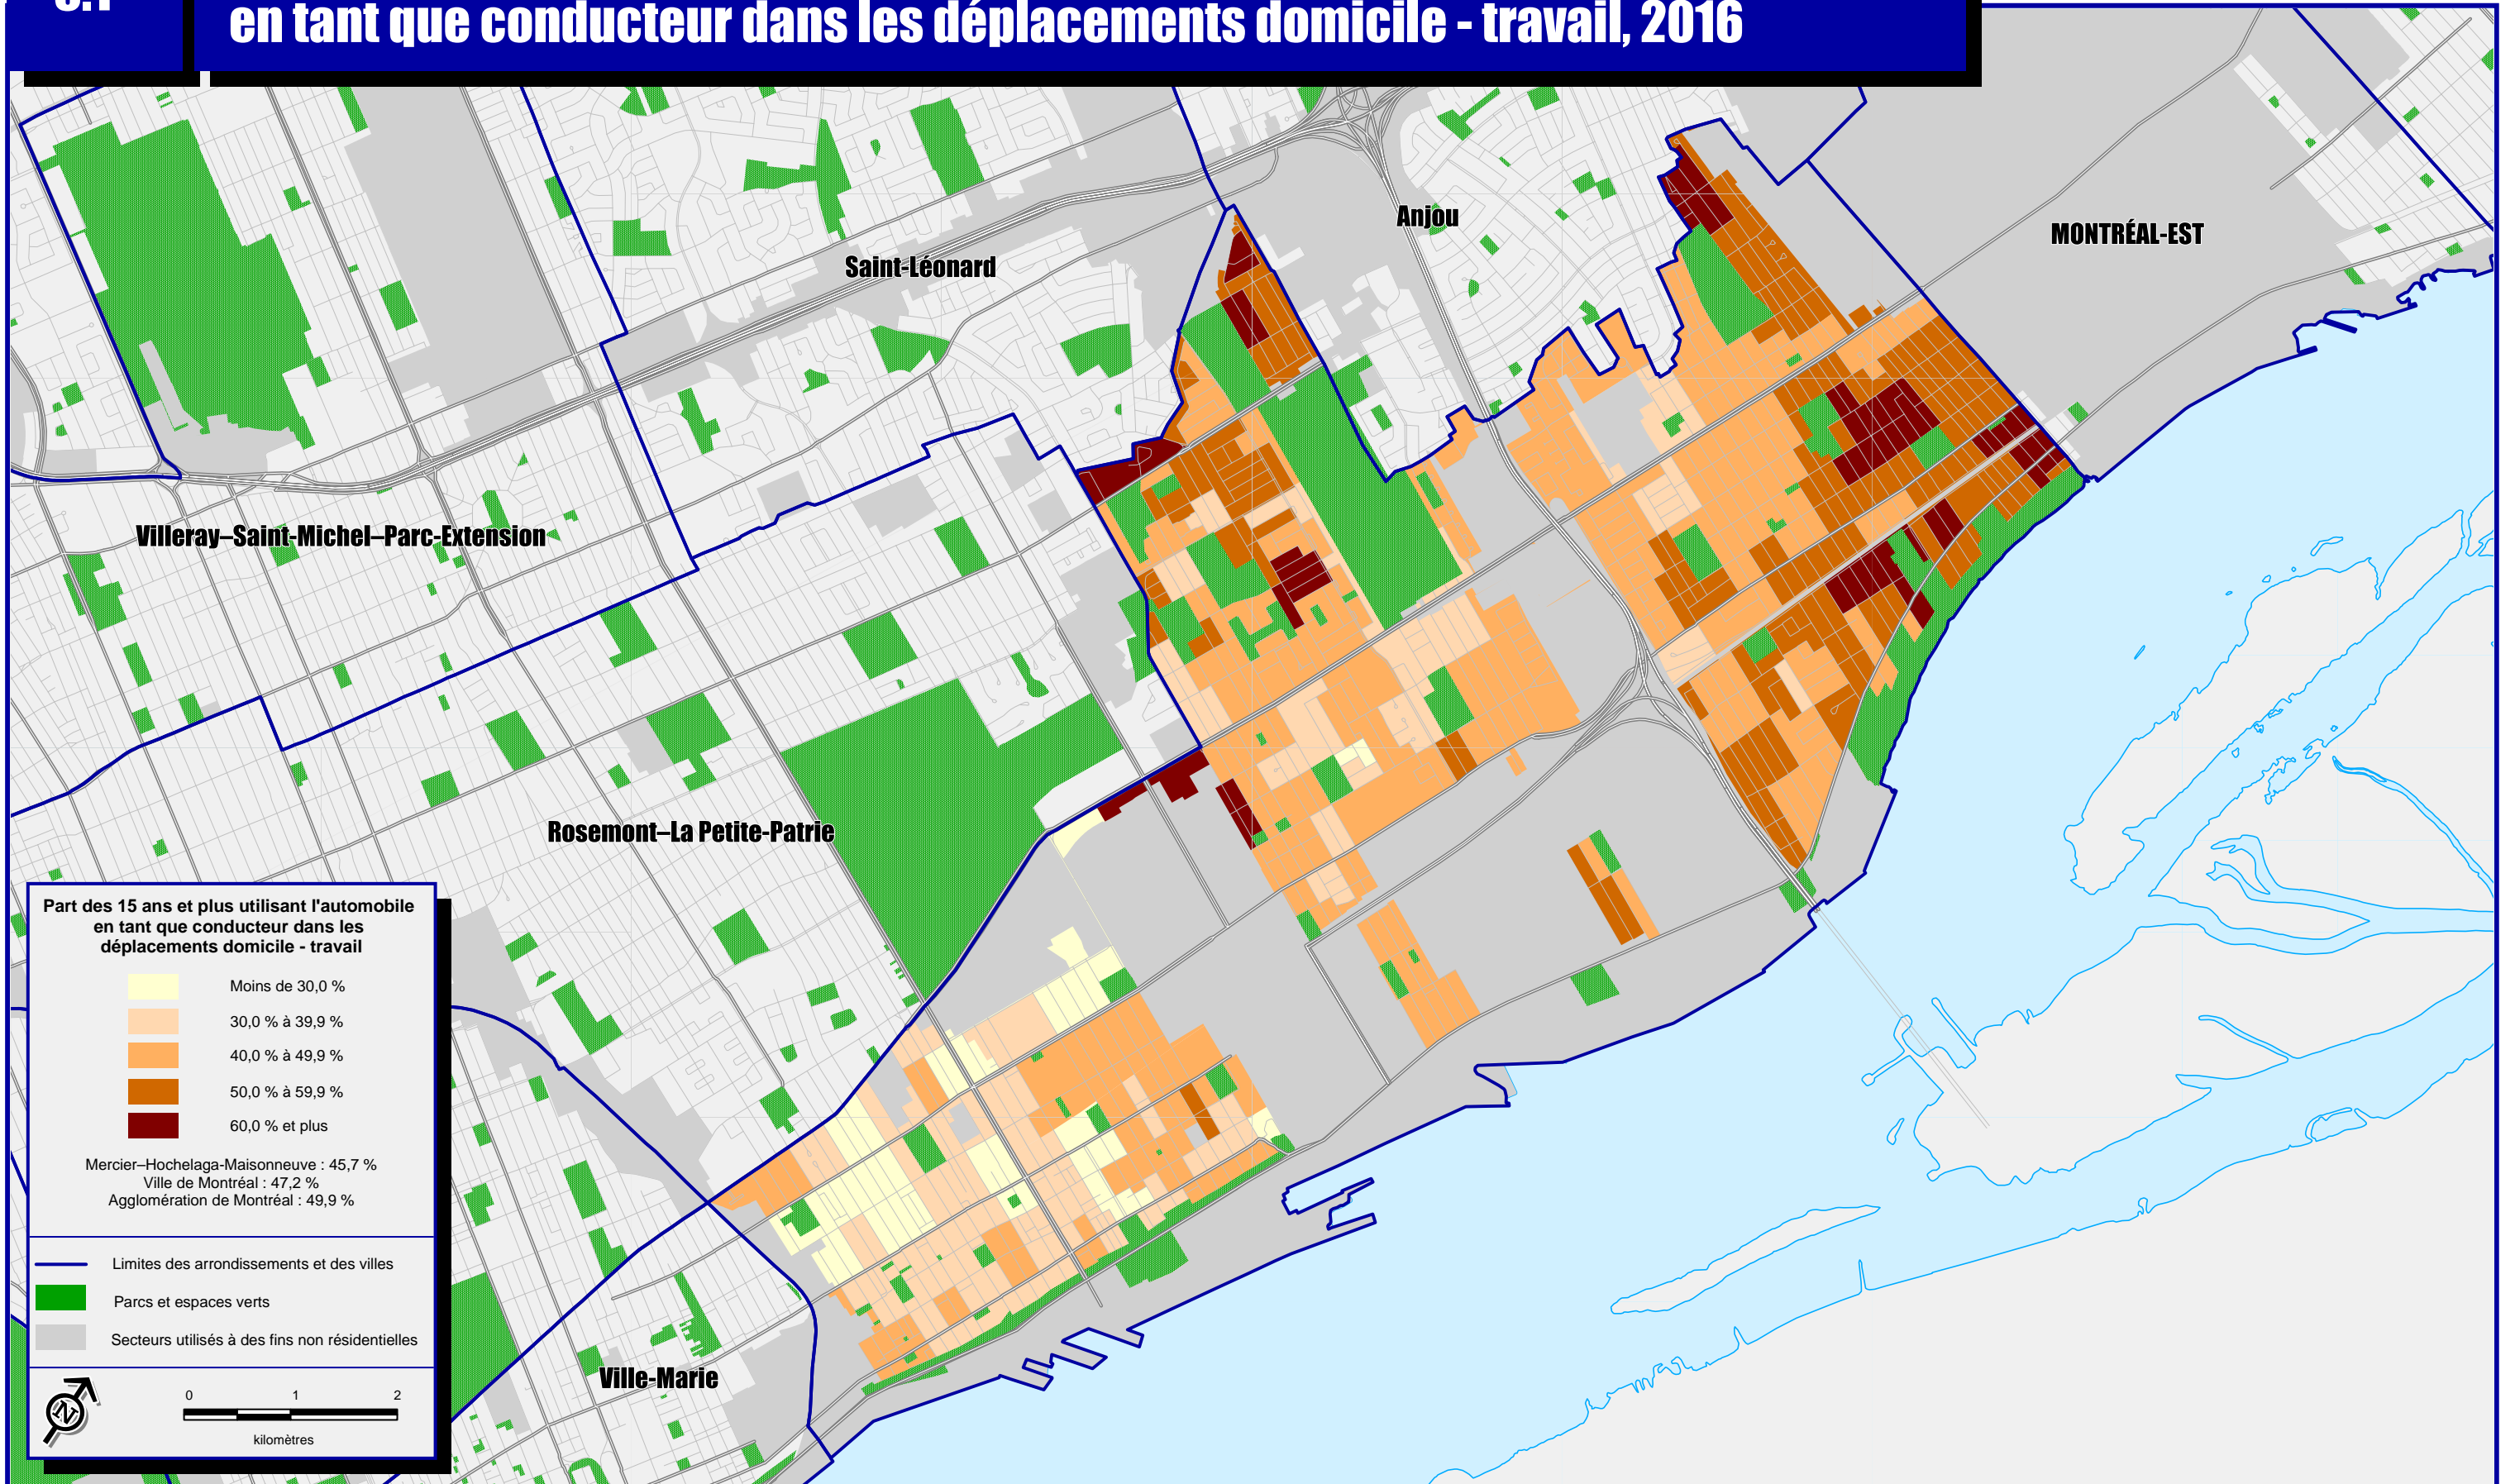 en tant que conducteur dans les déplacements domicile - travail, 2016
Anjou
MONTRÉAL-EST
Saint-Léonard
Villeray–Saint-Michel–Parc-Extension
Rosemont–La Petite-Patrie
Ville-Marie
Part des 15 ans et plus utilisant l'automobile
en tant que conducteur dans les
déplacements domicile - travail
Moins de 30,0 %
30,0 % à 39,9 %
40,0 % à 49,9 %
50,0 % à 59,9 %
60,0 % et plus
Mercier–Hochelaga-Maisonneuve : 45,7 %
Ville de Montréal : 47,2 %
Agglomération de Montréal : 49,9 %
Limites des arrondissements et des villes
Parcs et espaces verts
Secteurs utilisés à des fins non résidentielles
N
0 1 2
kilomètres